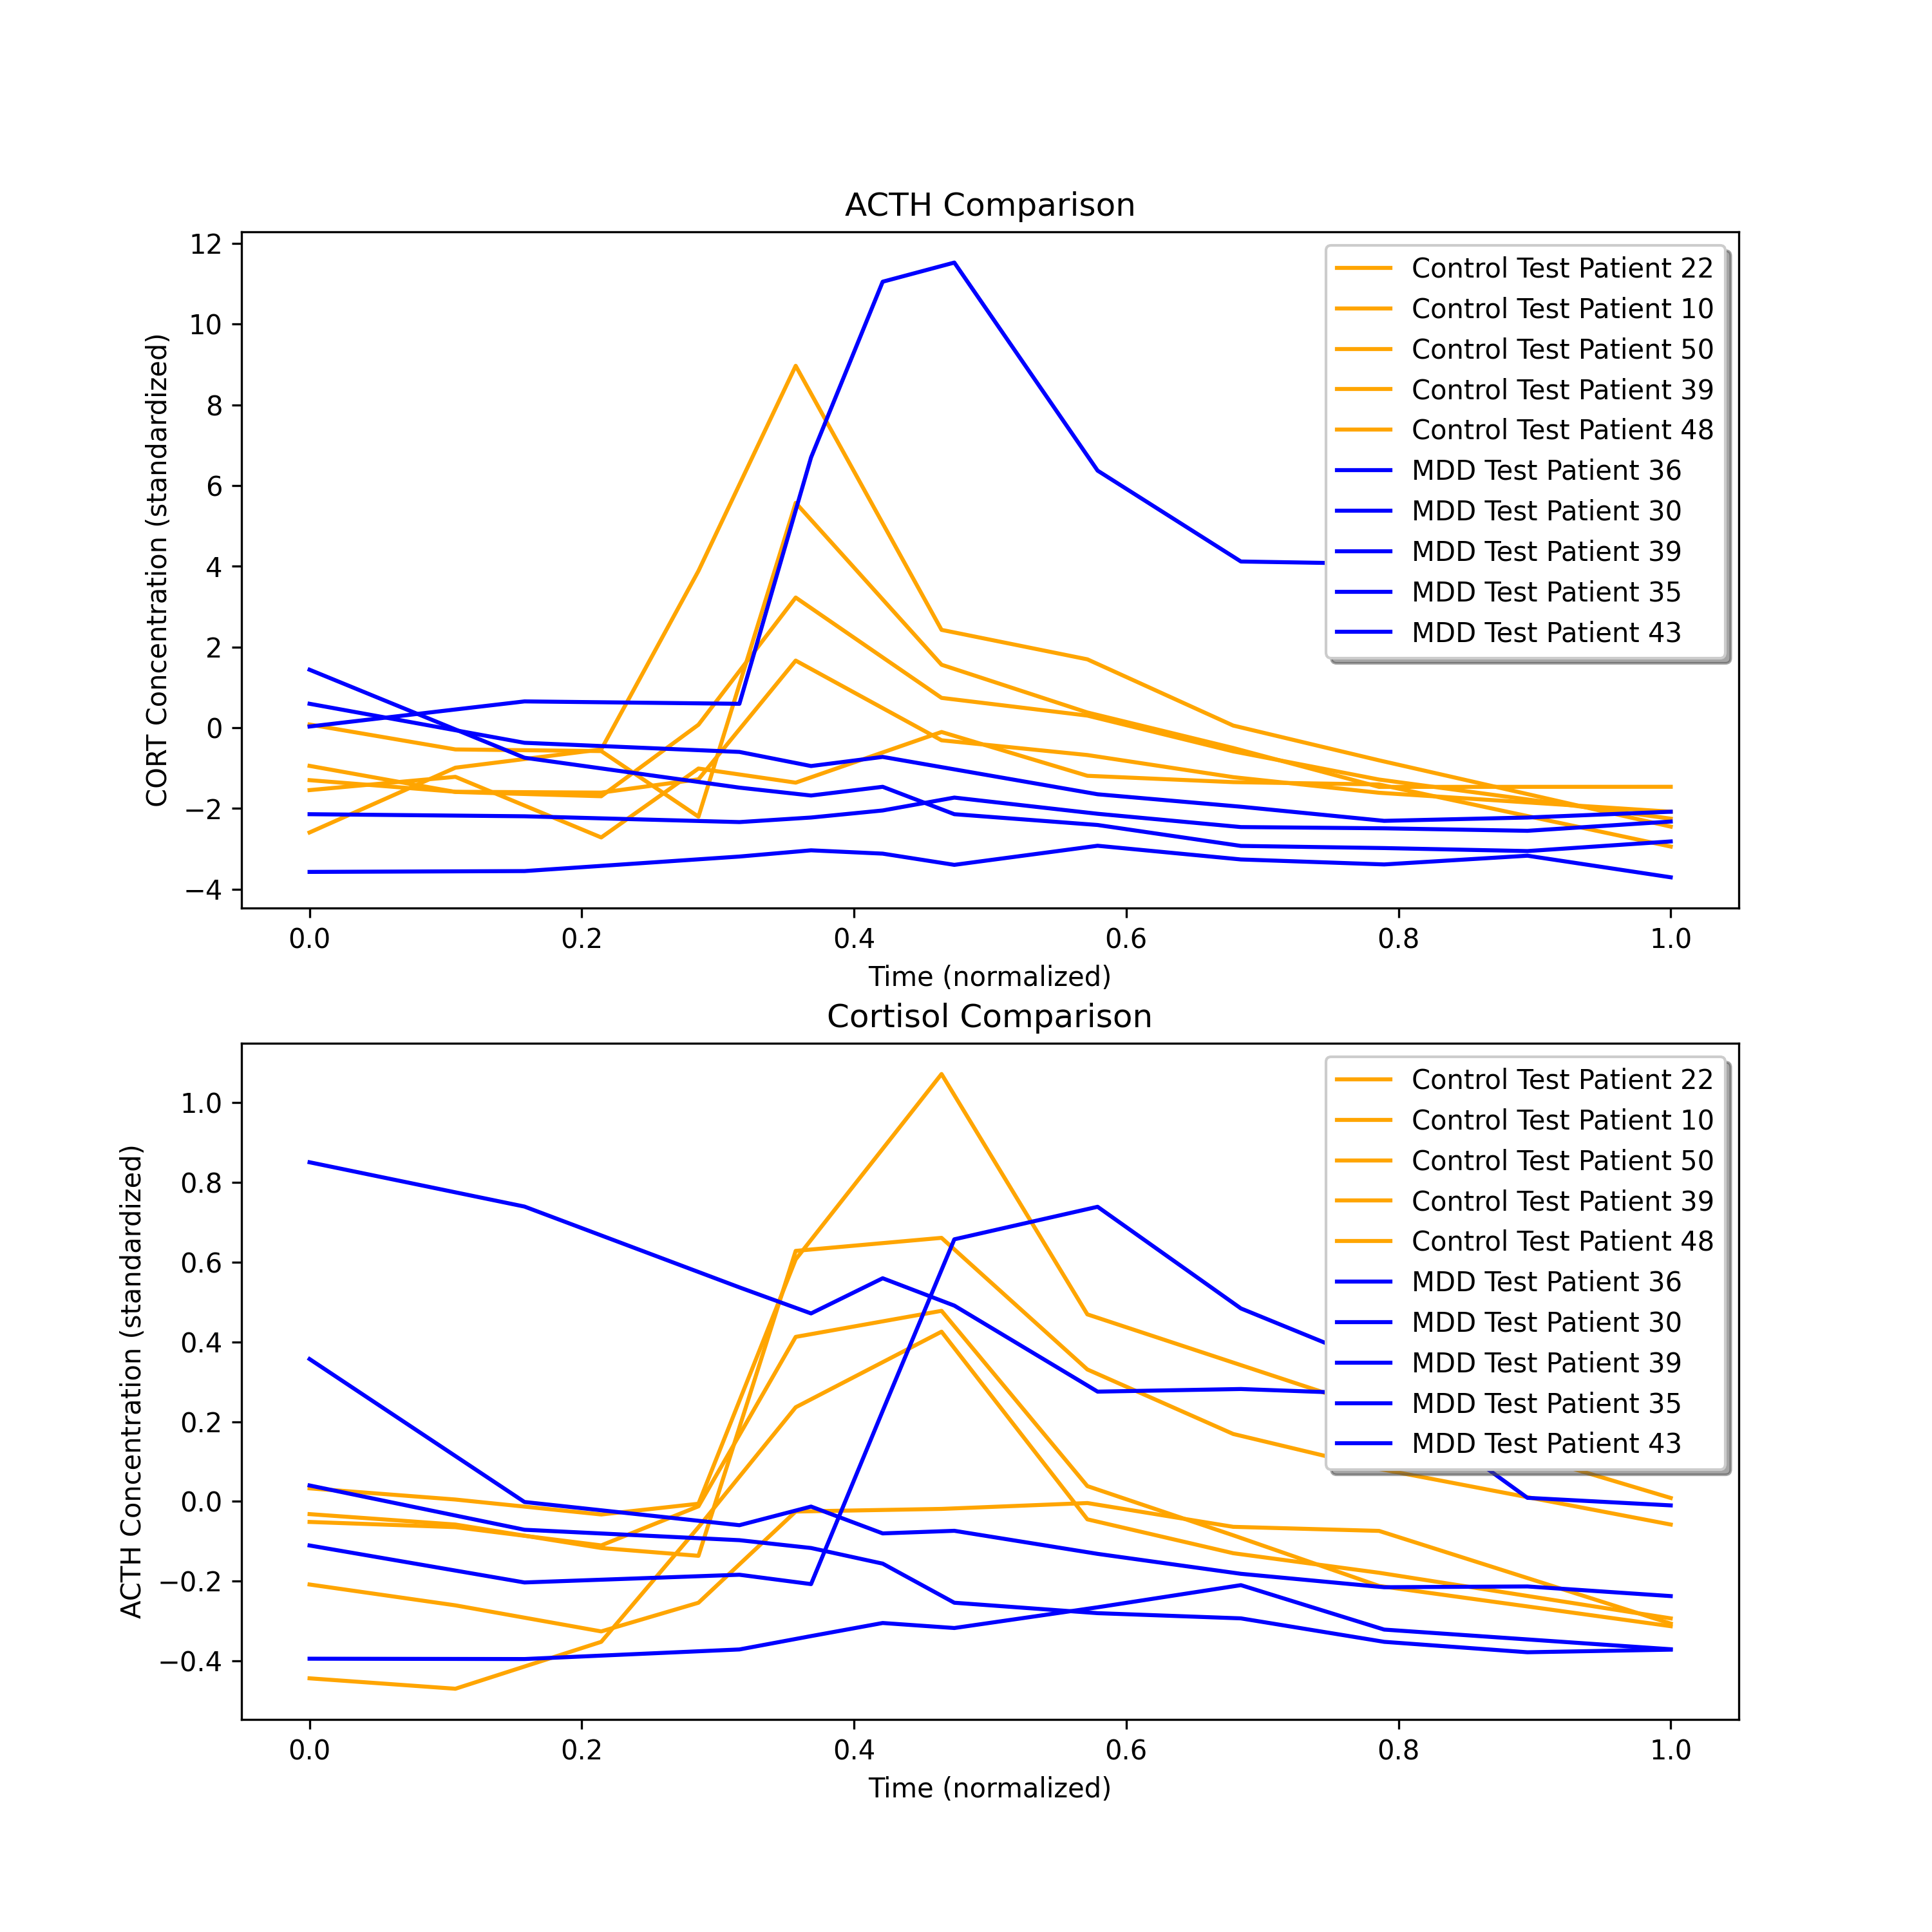 ACTH Comparison
CORT Concentration (standardized)
12
10
8
6
4
2
0
−2
−4
Control Test Patient 22
Control Test Patient 10
Control Test Patient 50
Control Test Patient 39
Control Test Patient 48
MDD Test Patient 36
MDD Test Patient 30
MDD Test Patient 39
MDD Test Patient 35
MDD Test Patient 43
0.0 0.2 0.4 0.6 0.8 1.0
Time (normalized)
Cortisol Comparison
ACTH Concentration (standardized)
1.0
0.8
0.6
0.4
0.2
0.0
−0.2
−0.4
Control Test Patient 22
Control Test Patient 10
Control Test Patient 50
Control Test Patient 39
Control Test Patient 48
MDD Test Patient 36
MDD Test Patient 30
MDD Test Patient 39
MDD Test Patient 35
MDD Test Patient 43
0.0 0.2 0.4 0.6 0.8 1.0
Time (normalized)